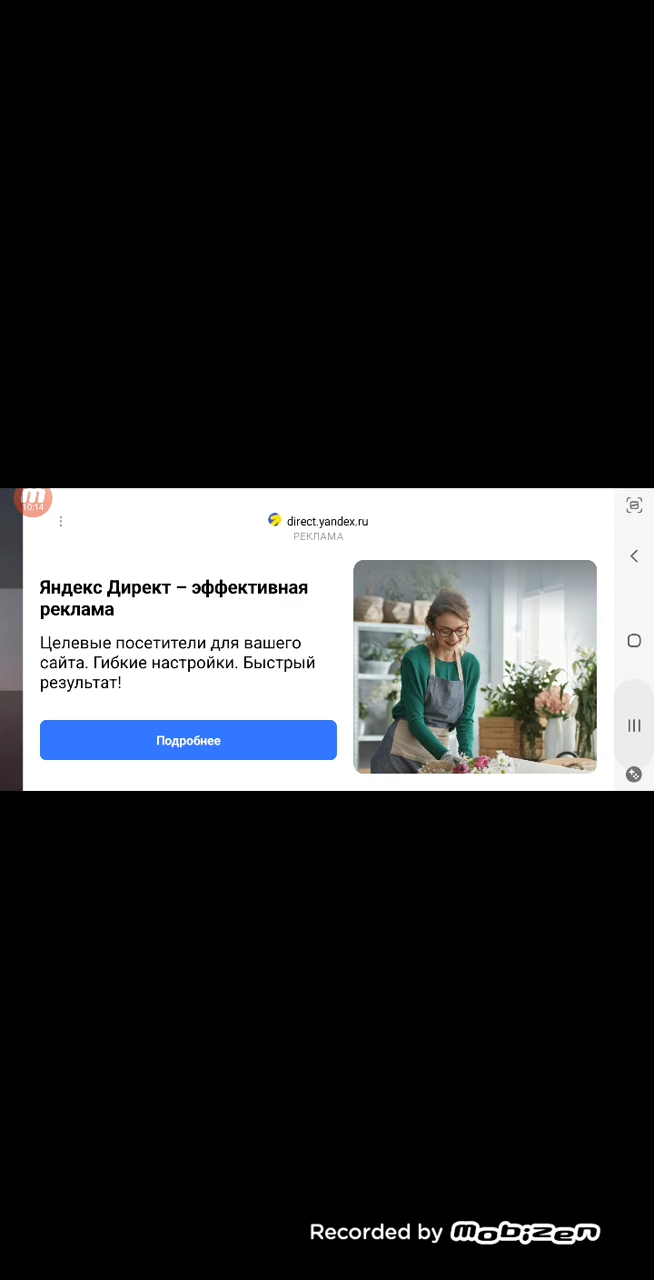 m
10:14
direct.yandex.ru
РЕКЛАМА
Яндекс Директ – эффективная
реклама
Целевые посетители для вашего
сайта. Гибкие настройки. Быстрый
результат!
Подробнее
Recorded by mobizen